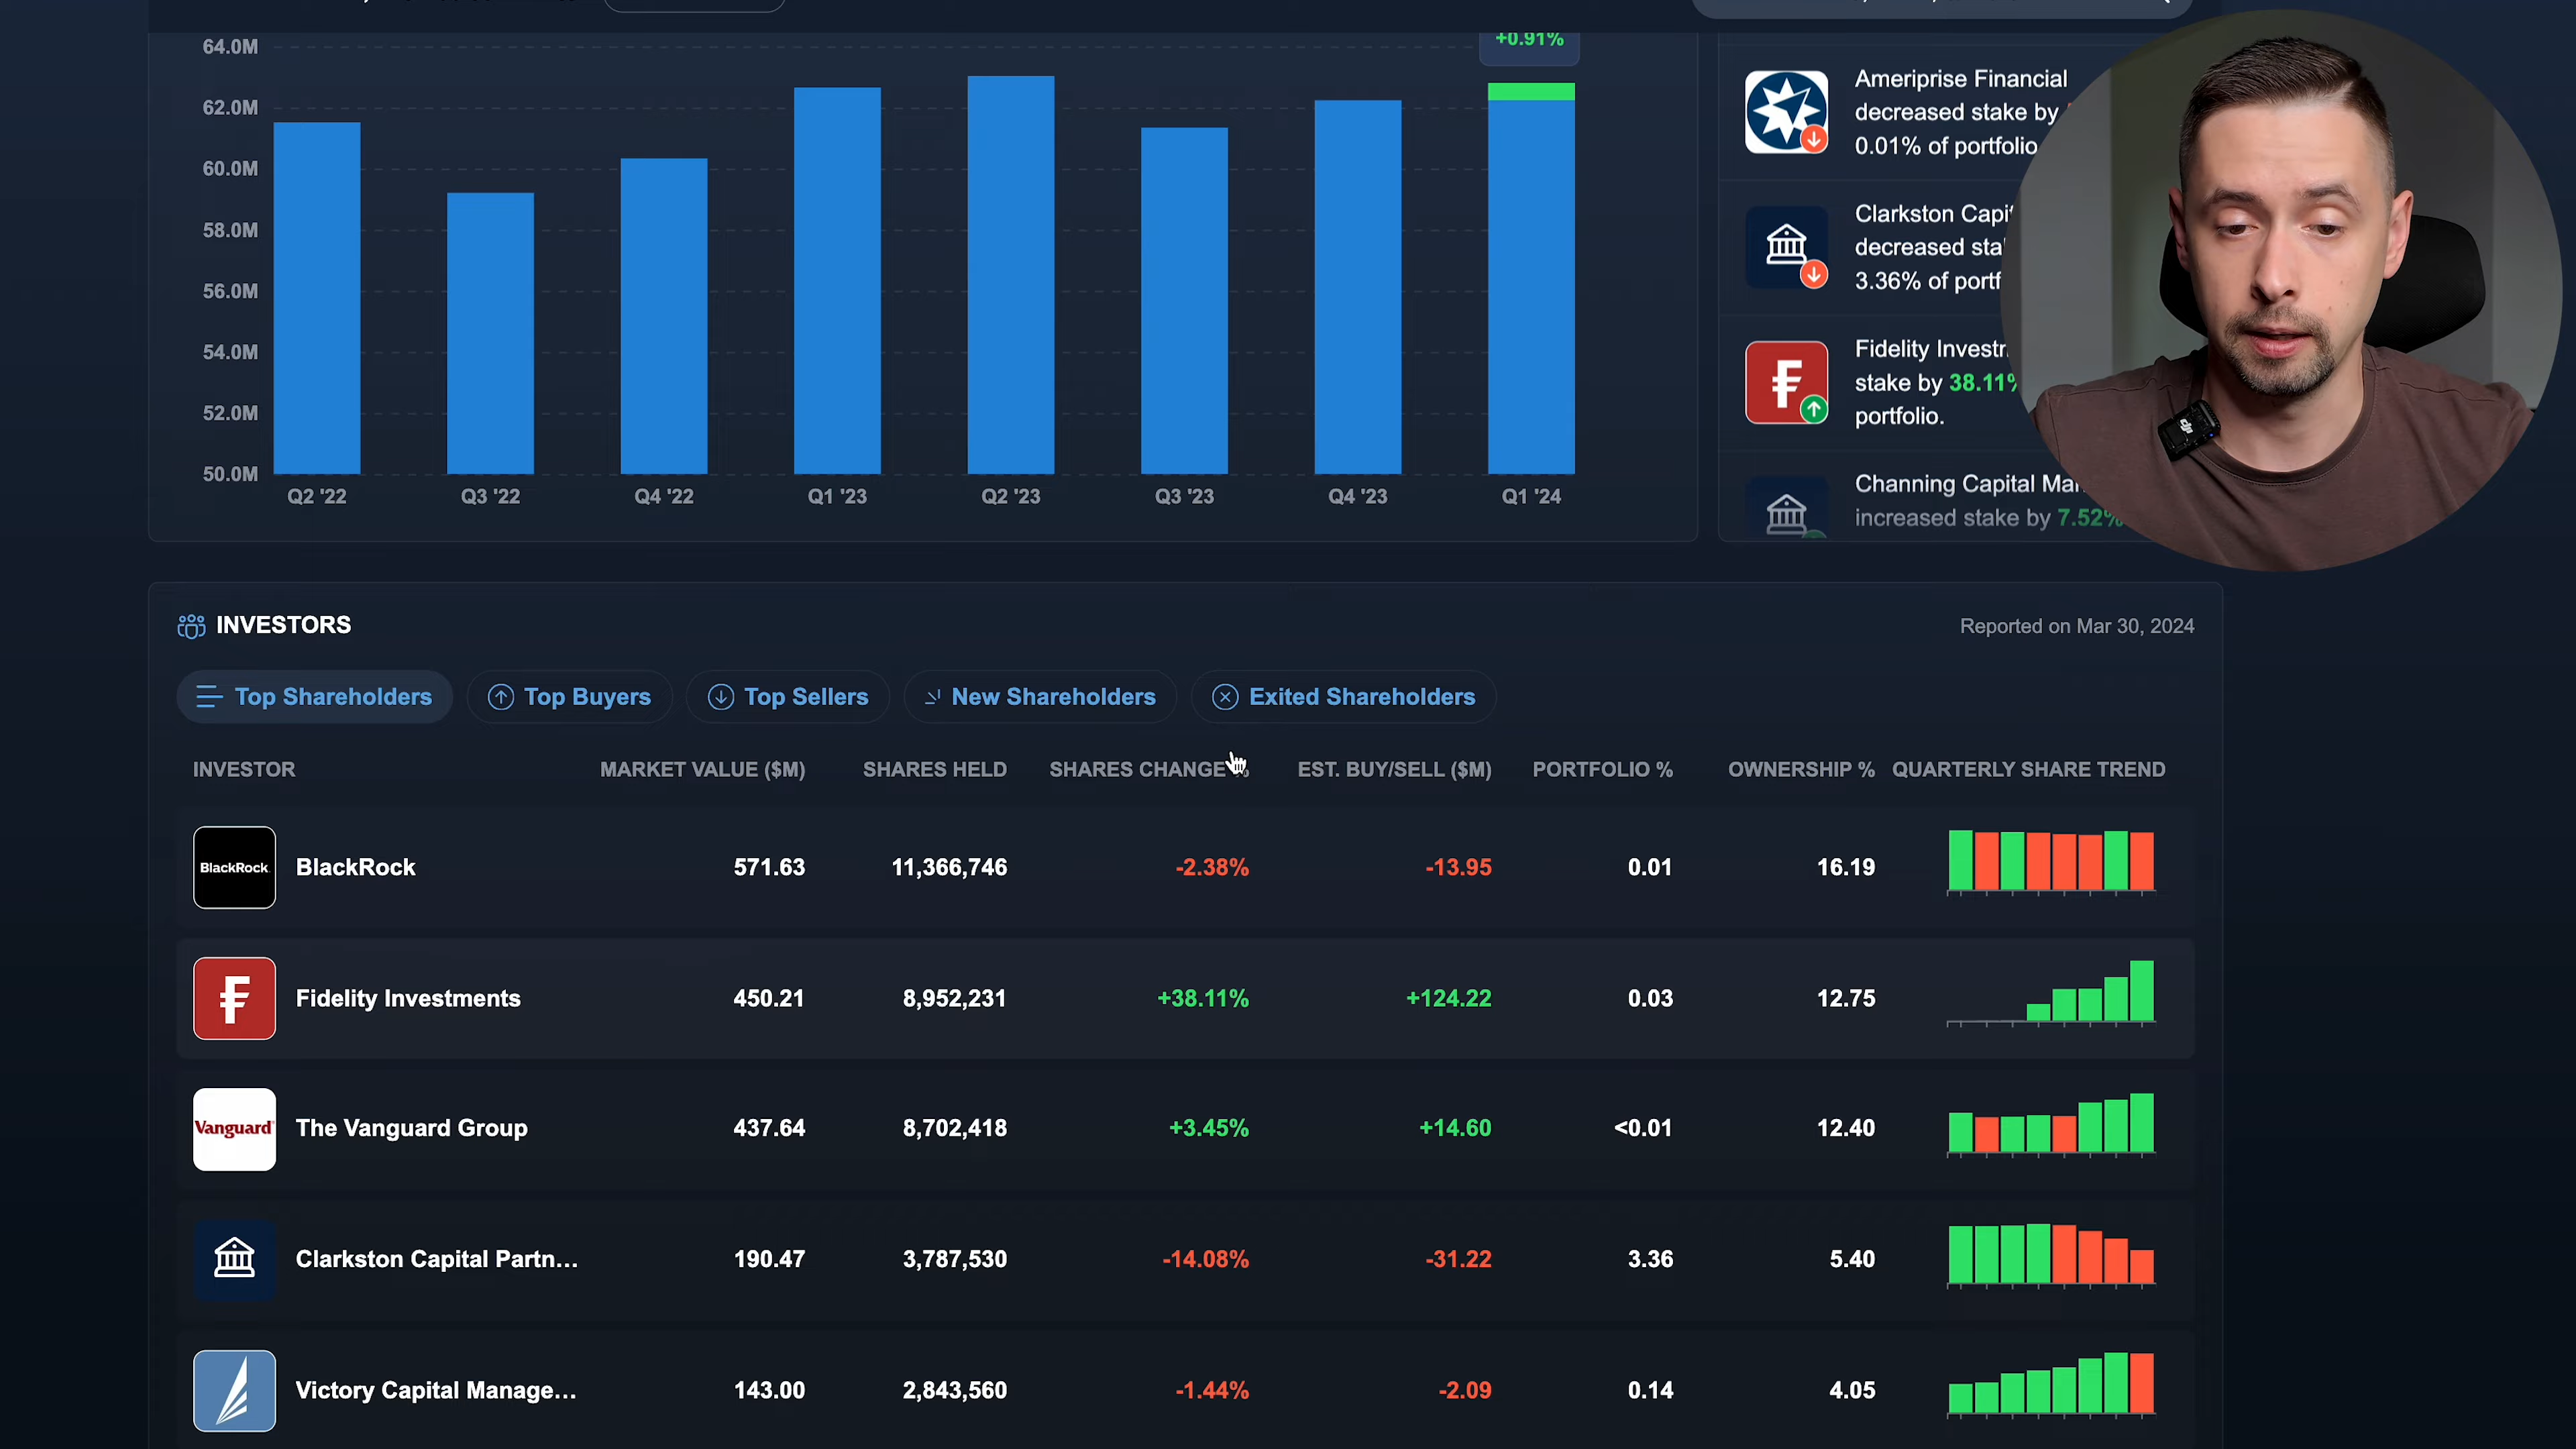 64.0M
62.0M
60.0M
58.0M
56.0M
54.0M
52.0M
50.0M
+0.91%
Q2 '22 Q3 '22 Q4 '22 Q1 '23 Q2 '23 Q3 '23 Q4 '23 Q1 '24
Ameriprise Financial
decreased stake by
0.01% of portfolio
Clarkston
decreased
3.36% of
Fidelity
stake by 38.11%
portfolio.
Channing Capital
increased stake by 7.52%
INVESTORS
Reported on Mar 30, 2024
Top Shareholders Top Buyers Top Sellers New Shareholders Exited Shareholders
INVESTOR MARKET VALUE ($M) SHARES HELD SHARES CHANGE % EST. BUY/SELL ($M) PORTFOLIO % OWNERSHIP % QUARTERLY SHARE TREND
BlackRock BlackRock 571.63 11,366,746 -2.38% -13.95 0.01 16.19
Fidelity Investments 450.21 8,952,231 +38.11% +124.22 0.03 12.75
Vanguard The Vanguard Group 437.64 8,702,418 +3.45% +14.60 <0.01 12.40
Clarkston Capital Partn... 190.47 3,787,530 -14.08% -31.22 3.36 5.40
Victory Capital Manage... 143.00 2,843,560 -1.44% -2.09 0.14 4.05